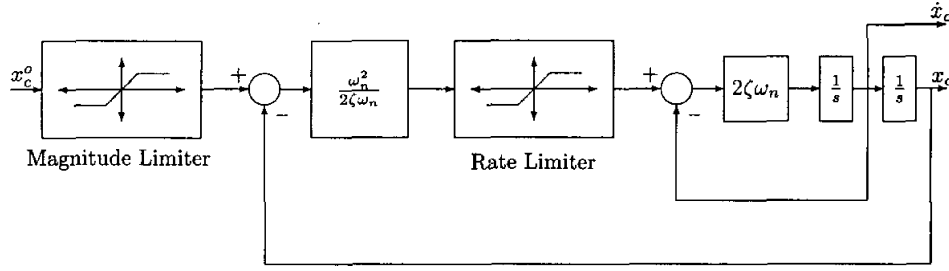 ẋ_c
x_c^o
+
−
ω_n^2 / 2ζω_n
+
−
2ζω_n
1/s
1/s
x_c
Magnitude Limiter
Rate Limiter